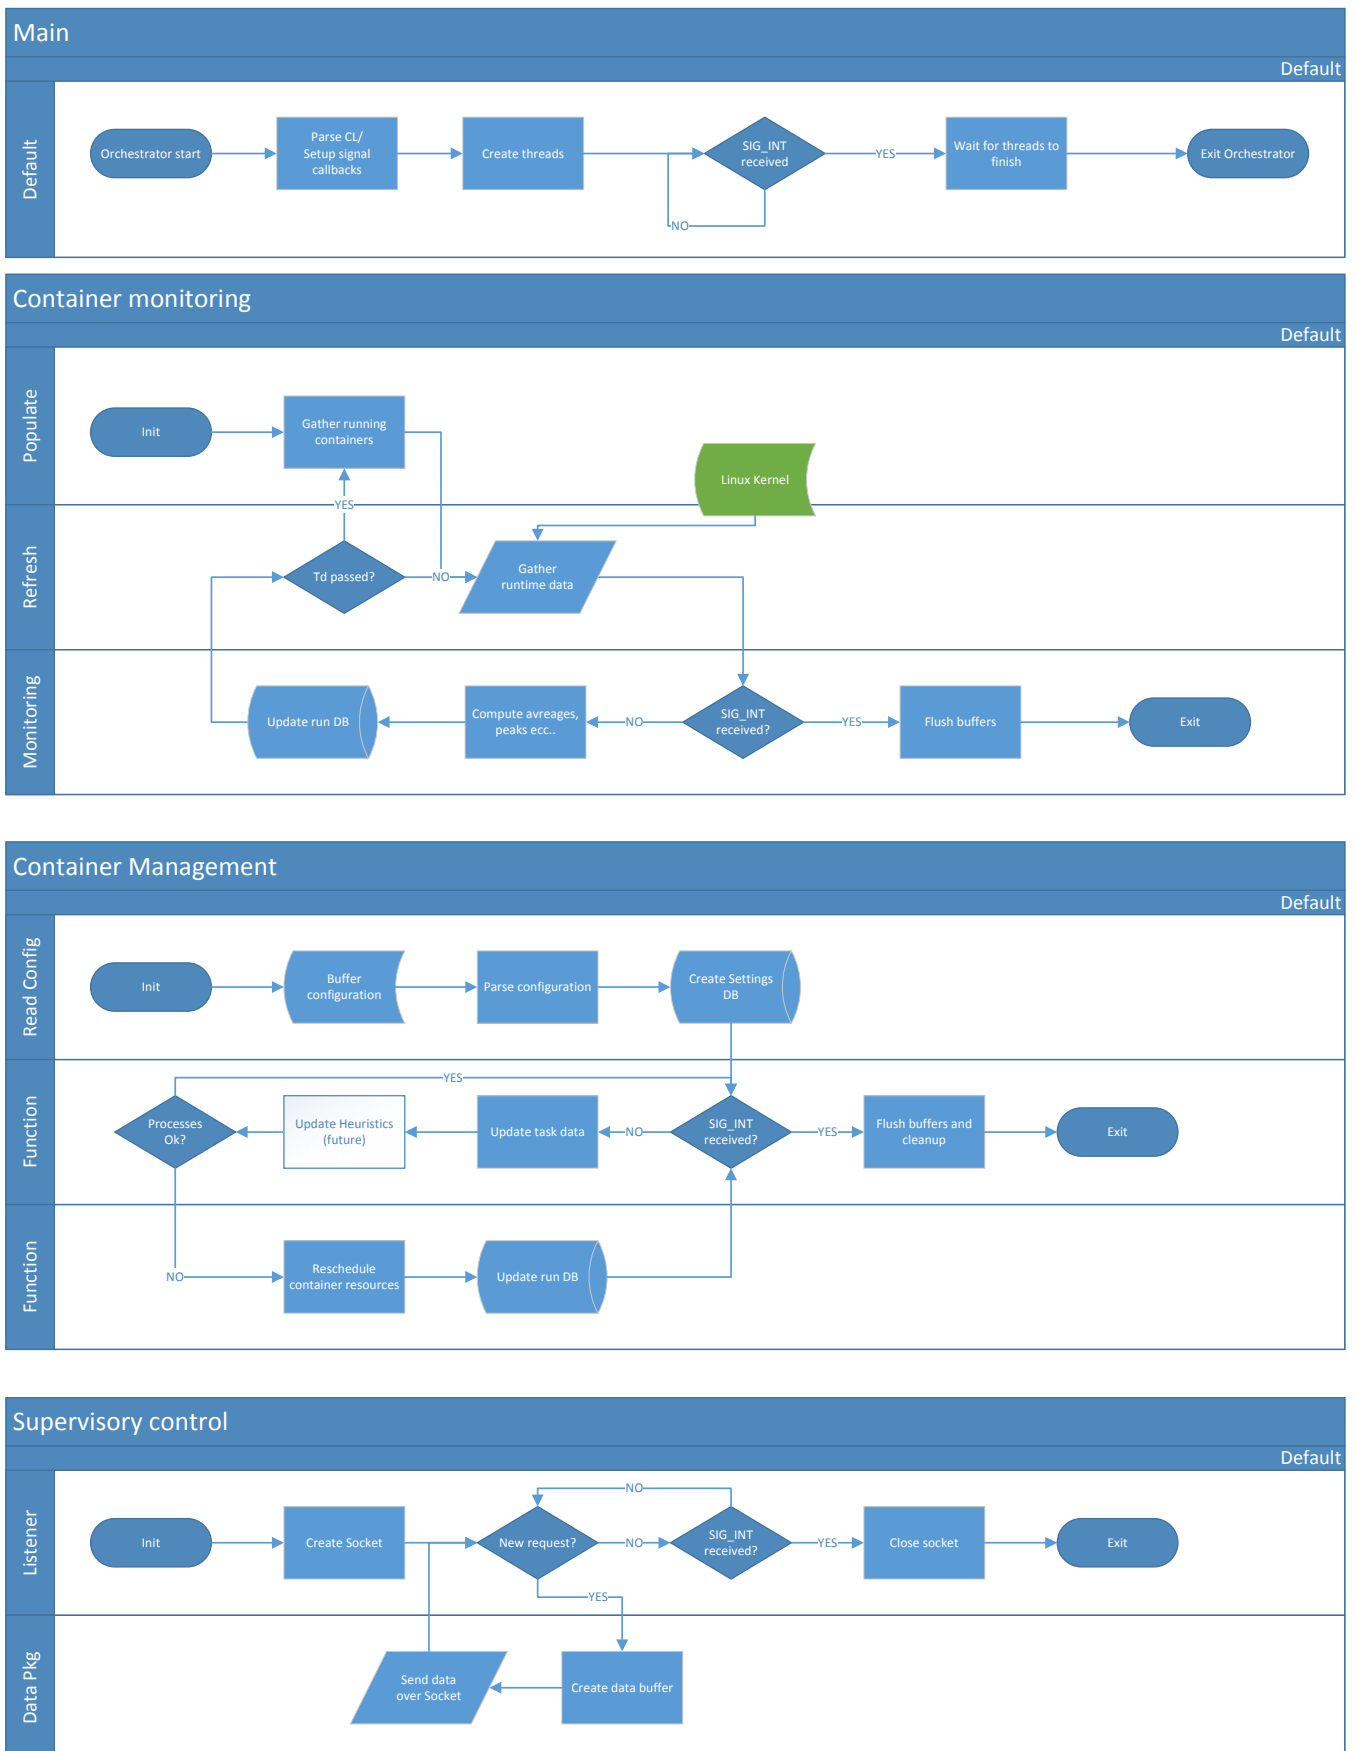 Main
Default
Default
Orchestrator start
Parse CL/
Setup signal
callbacks
Create threads
SIG_INT
received
YES
NO
Wait for threads to
finish
Exit Orchestrator
Container monitoring
Default
Populate
Init
Gather running
containers
Linux Kernel
YES
Refresh
Td passed?
NO
Gather
runtime data
Monitoring
Update run DB
Compute avreages,
peaks ecc..
NO
SIG_INT
received?
YES
Flush buffers
Exit
Container Management
Default
Read Config
Init
Buffer
configuration
Parse configuration
Create Settings
DB
Function
YES
Processes
Ok?
Update Heuristics
(future)
Update task data
NO
SIG_INT
received?
YES
Flush buffers and
cleanup
Exit
Function
NO
Reschedule
container resources
Update run DB
Supervisory control
Default
Listener
NO
Init
Create Socket
New request?
NO
SIG_INT
received?
YES
Close socket
Exit
YES
Data Pkg
Send data
over Socket
Create data buffer